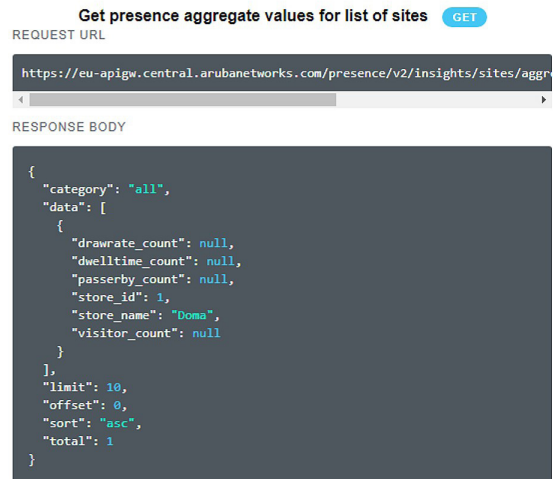 Get presence aggregate values for list of sites GET
REQUEST URL
https://eu-apigw.central.arubanetworks.com/presence/v2/insights/sites/aggre
RESPONSE BODY
{
"category": "all",
"data": [
{
"drawrate_count": null,
"dwelltime_count": null,
"passerby_count": null,
"store_id": 1,
"store_name": "Doma",
"visitor_count": null
}
],
"limit": 10,
"offset": 0,
"sort": "asc",
"total": 1
}